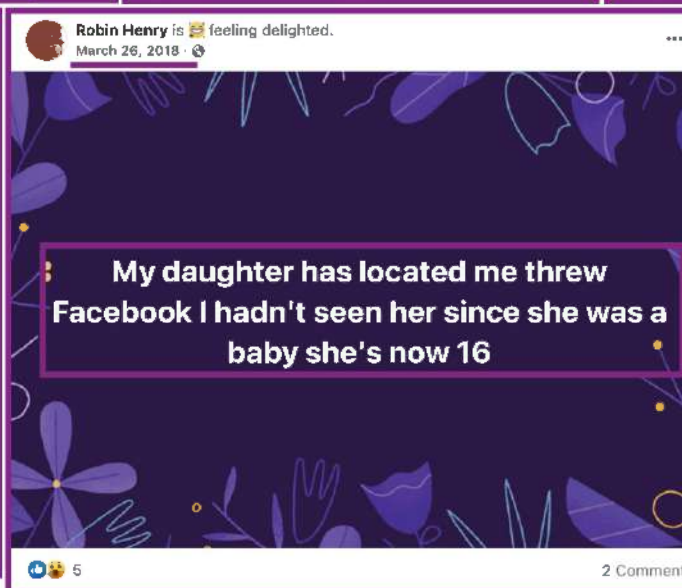 Robin Henry is 😄 feeling delighted.
March 26, 2018 ·
My daughter has located me threw
Facebook I hadn't seen her since she was a
baby she's now 16
5
2 Comment